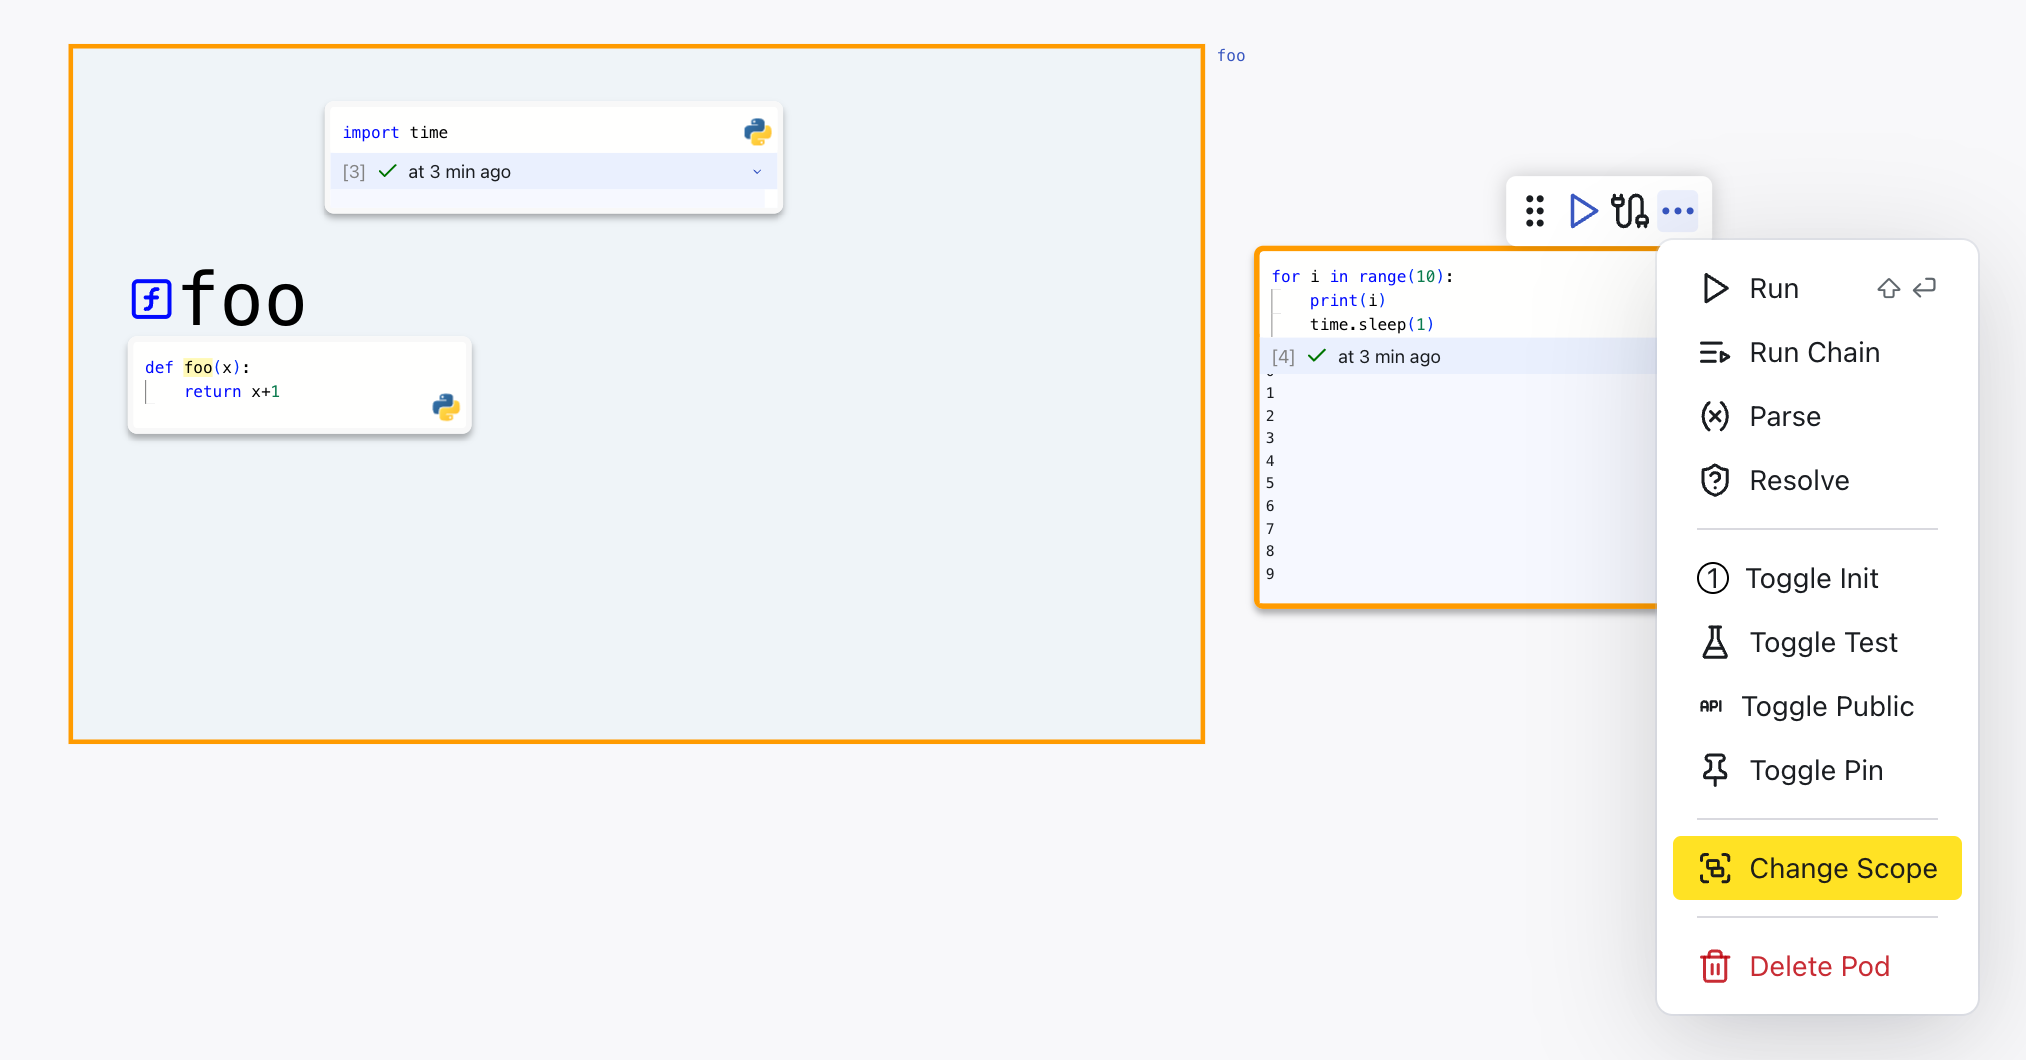 foo
import time
[3] at 3 min ago
foo
def foo(x):
return x+1
for i in range(10):
print(i)
time.sleep(1)
[4] at 3 min ago
1
2
3
4
5
6
7
8
9
Run
Run Chain
Parse
Resolve
1 Toggle Init
Toggle Test
API Toggle Public
Toggle Pin
Change Scope
Delete Pod